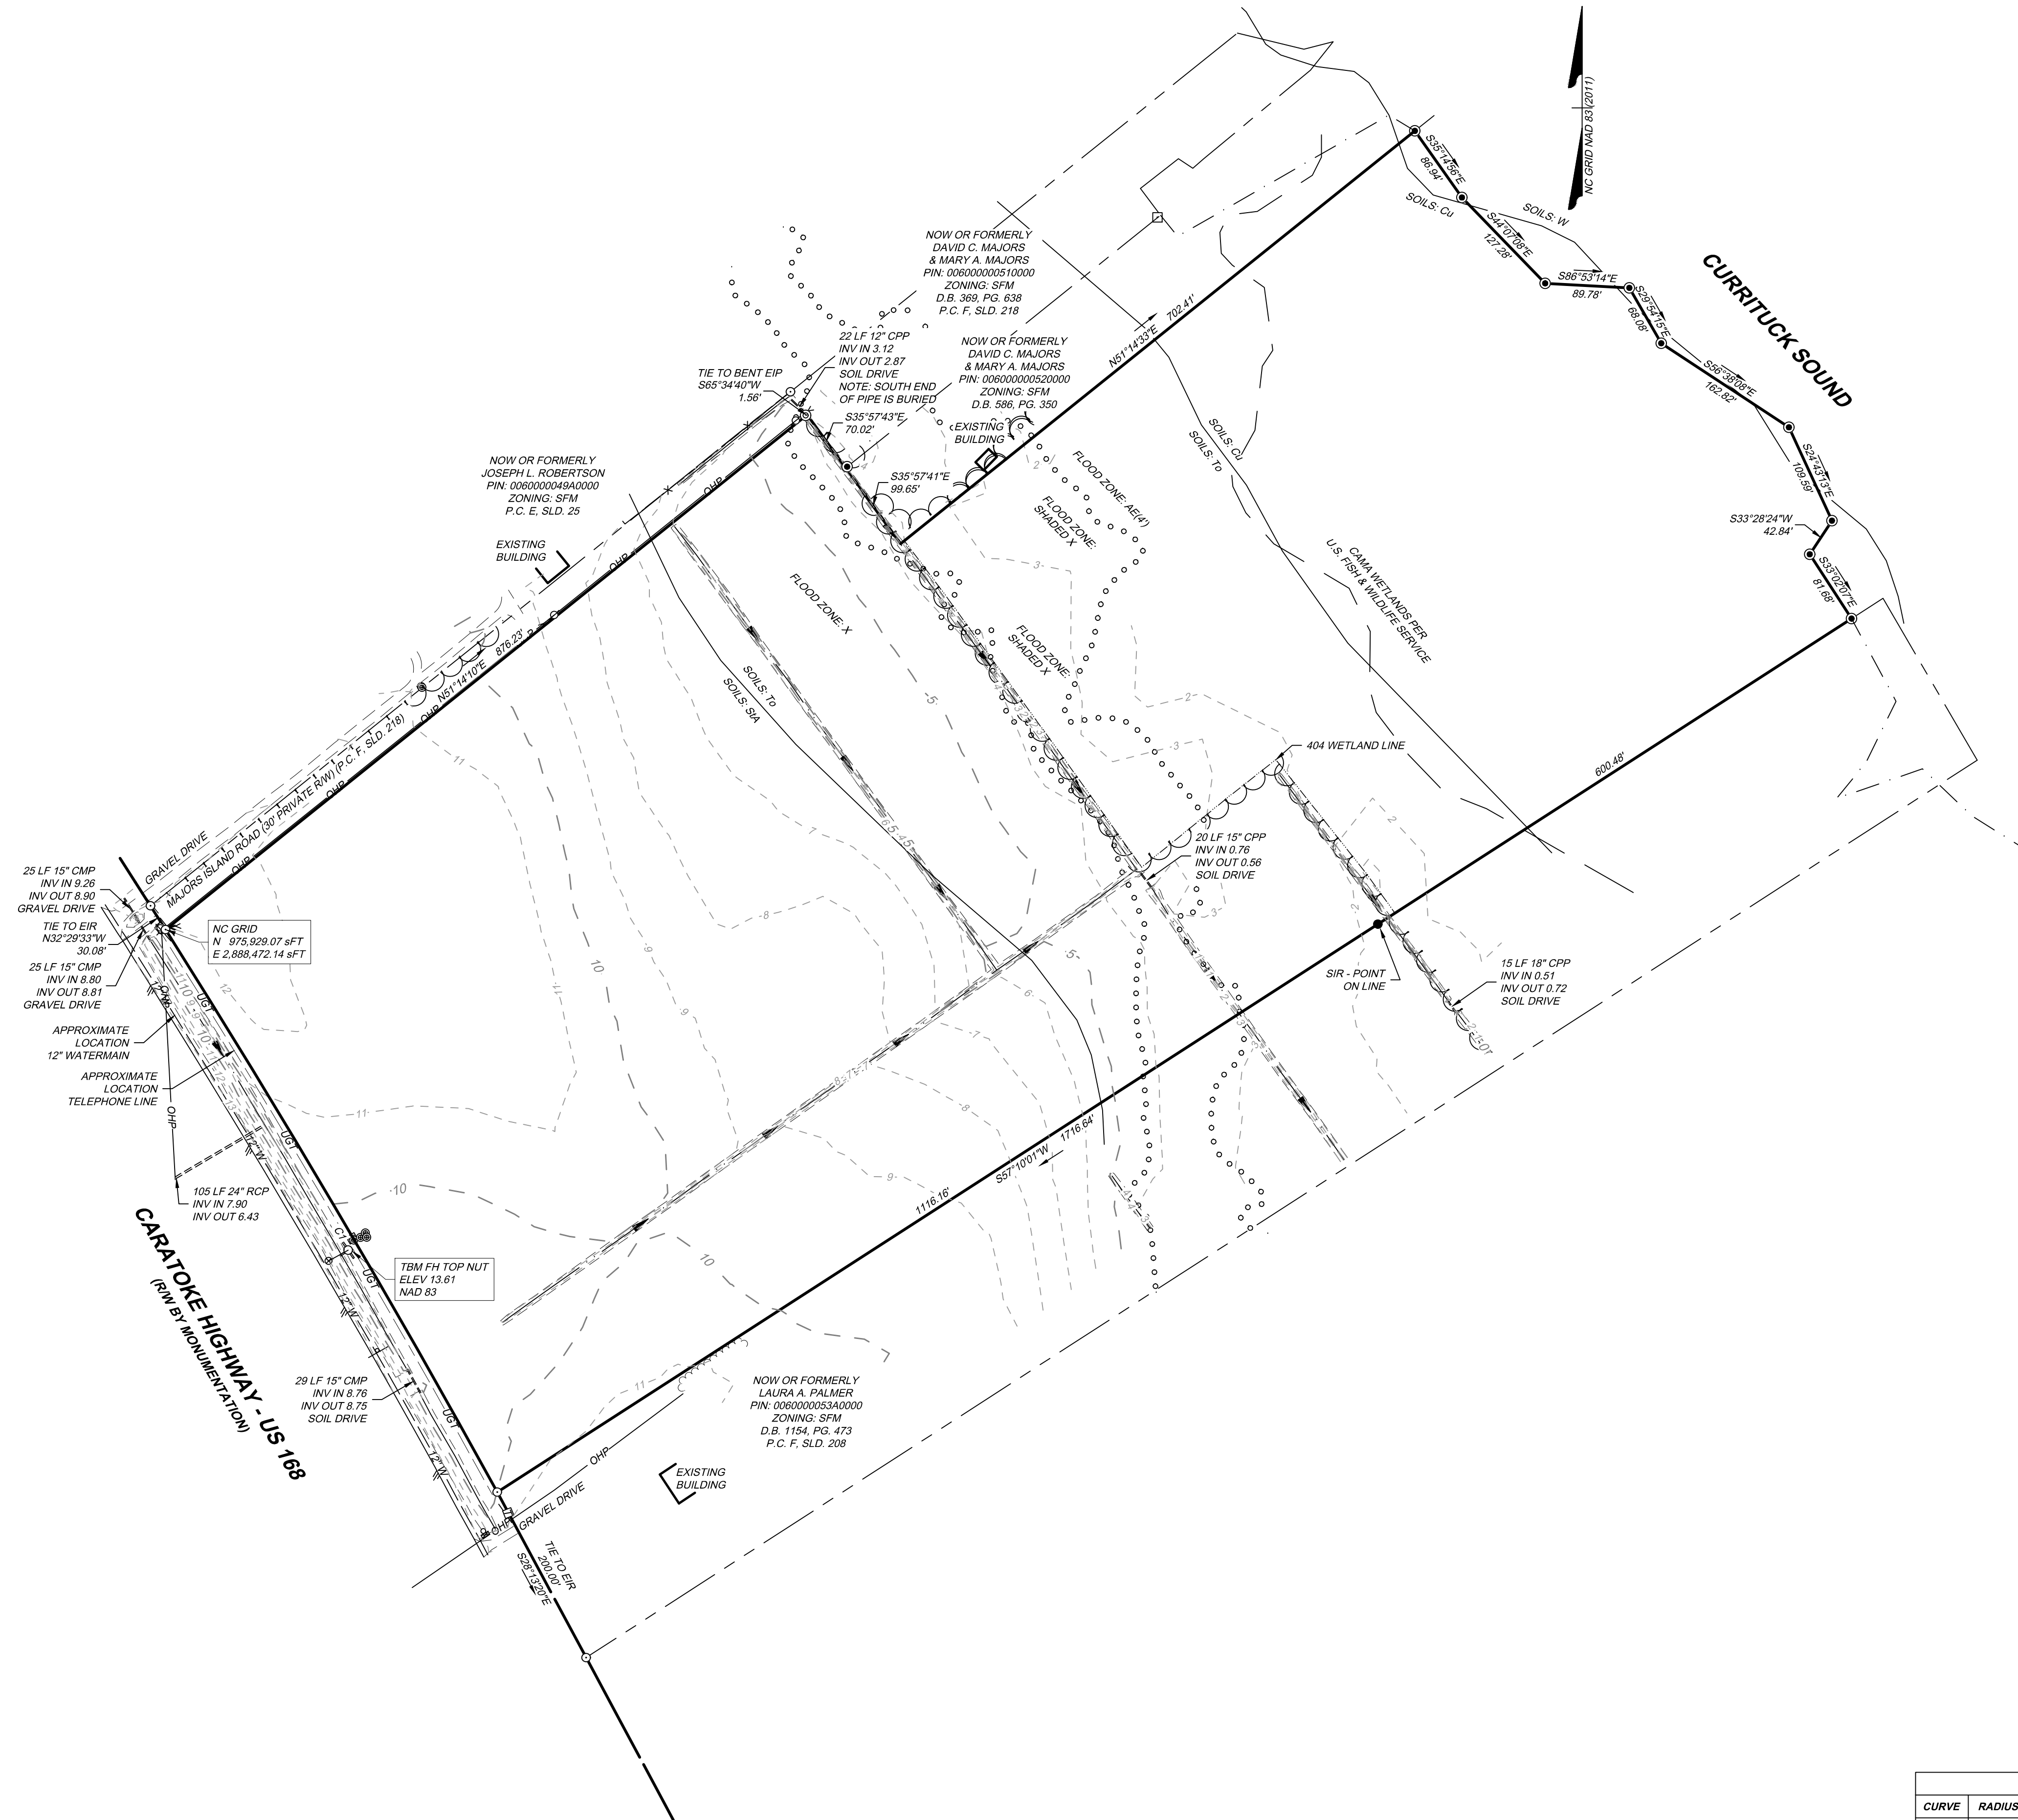 NC GRID NAD 83 (2011)
S35°14'56"E
86.94'
SOILS: Cu
SOILS: W
S44°07'08"E
127.28'
S86°53'14"E
89.78'
S29°54'15"E
68.08'
CURRITUCK SOUND
S56°38'08"E
162.82'
S24°43'13"E
109.59'
S33°28'24"W
42.84'
S33°02'07"E
81.68'
NOW OR FORMERLY
DAVID C. MAJORS
& MARY A. MAJORS
PIN: 006000000510000
ZONING: SFM
D.B. 369, PG. 638
P.C. F, SLD. 218
N51°14'33"E 702.41'
22 LF 12" CPP
INV IN 3.12
INV OUT 2.87
SOIL DRIVE
NOTE: SOUTH END
OF PIPE IS BURIED
NOW OR FORMERLY
DAVID C. MAJORS
& MARY A. MAJORS
PIN: 006000000520000
ZONING: SFM
D.B. 586, PG. 350
TIE TO BENT EIP
S65°34'40"W
1.56'
S35°57'43"E
70.02'
EXISTING
BUILDING
S35°57'41"E
99.65'
NOW OR FORMERLY
JOSEPH L. ROBERTSON
PIN: 0060000049A0000
ZONING: SFM
P.C. E, SLD. 25
EXISTING
BUILDING
OHP
OHP
FLOOD ZONE: AE(4')
FLOOD ZONE:
SHADED X
FLOOD ZONE: X
FLOOD ZONE:
SHADED X
SOILS: Cu
SOILS: To
CAMA WETLANDS PER
U.S. FISH & WILDLIFE SERVICE
SOILS: To
SOILS: StA
N51°14'10"E 876.23'
OHP
OHP
OHP
MAJORS ISLAND ROAD (30' PRIVATE R/W) (P.C. F, SLD. 218)
GRAVEL DRIVE
404 WETLAND LINE
600.48'
25 LF 15" CMP
INV IN 9.26
INV OUT 8.90
GRAVEL DRIVE
TIE TO EIR
N32°29'33"W
30.08'
NC GRID
N 975,929.07 sFT
E 2,888,472.14 sFT
25 LF 15" CMP
INV IN 8.80
INV OUT 8.81
GRAVEL DRIVE
20 LF 15" CPP
INV IN 0.76
INV OUT 0.56
SOIL DRIVE
SIR - POINT
ON LINE
15 LF 18" CPP
INV IN 0.51
INV OUT 0.72
SOIL DRIVE
APPROXIMATE
LOCATION
12" WATERMAIN
APPROXIMATE
LOCATION
TELEPHONE LINE
OHP
OHP
UGT
UGT
12"W
105 LF 24" RCP
INV IN 7.90
INV OUT 6.43
S57°10'01"W 1716.64'
1116.16'
CARATOKE HIGHWAY - US 168
(R/W BY MONUMENTATION)
C1
UGT
TBM FH TOP NUT
ELEV 13.61
NAD 83
12"W
29 LF 15" CMP
INV IN 8.76
INV OUT 8.75
SOIL DRIVE
UGT
12"W
NOW OR FORMERLY
LAURA A. PALMER
PIN: 0060000053A0000
ZONING: SFM
D.B. 1154, PG. 473
P.C. F, SLD. 208
EXISTING
BUILDING
OHP
OHP
GRAVEL DRIVE
TIE TO EIR
200.00'
S28°13'20"E
CURVE RADIUS